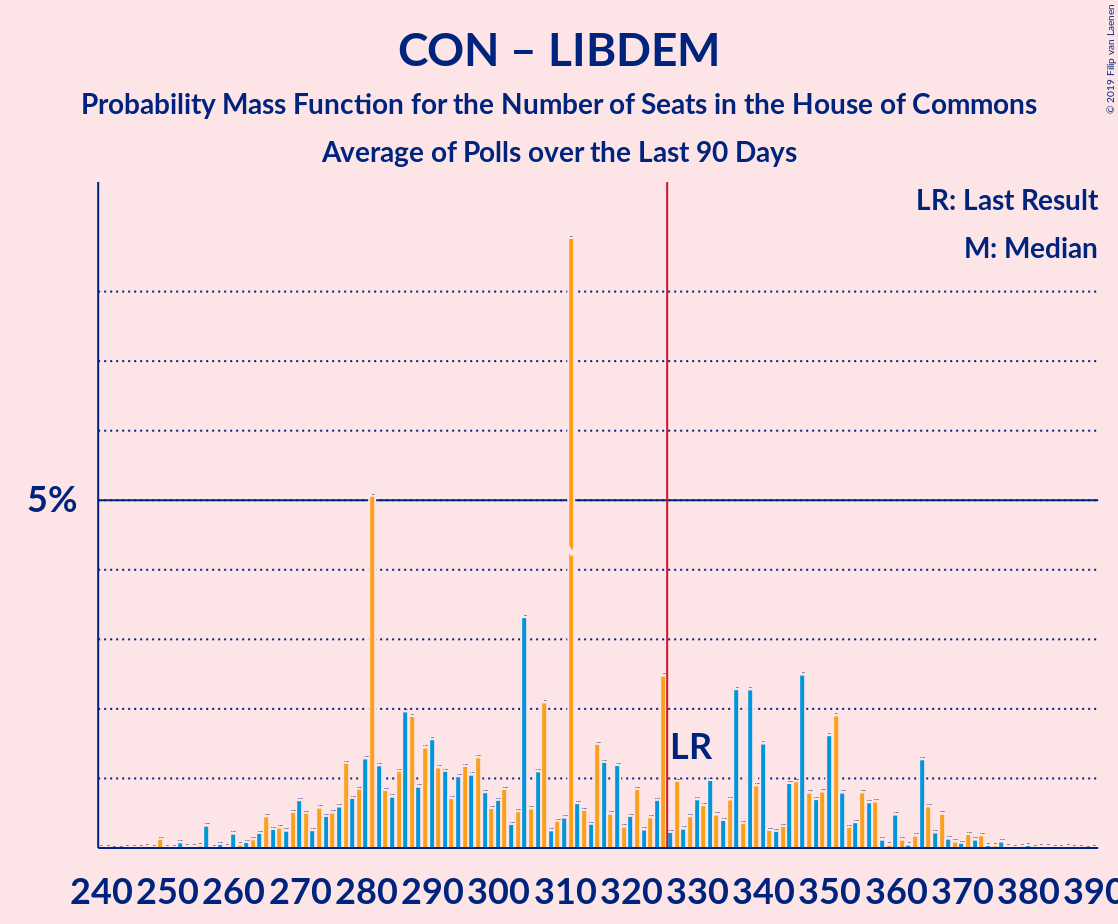 CON – LIBDEM
Probability Mass Function for the Number of Seats in the House of Commons
Average of Polls over the Last 90 Days
© 2019 Filip van Laenen
LR: Last Result
M: Median
5%
LR
240 250 260 270 280 290 300 310 320 330 340 350 360 370 380 390